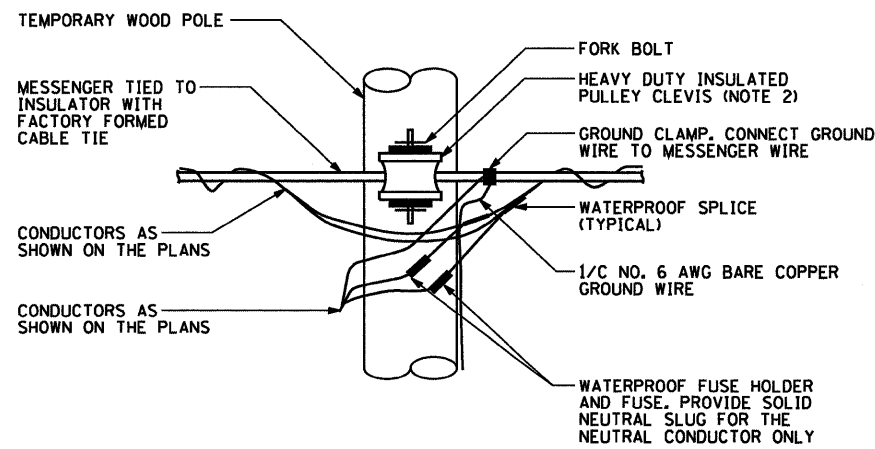 TEMPORARY WOOD POLE
MESSENGER TIED TO
INSULATOR WITH
FACTORY FORMED
CABLE TIE
CONDUCTORS AS
SHOWN ON THE PLANS
CONDUCTORS AS
SHOWN ON THE PLANS
FORK BOLT
HEAVY DUTY INSULATED
PULLEY CLEVIS (NOTE 2)
GROUND CLAMP. CONNECT GROUND
WIRE TO MESSENGER WIRE
WATERPROOF SPLICE
(TYPICAL)
1/C NO. 6 AWG BARE COPPER
GROUND WIRE
WATERPROOF FUSE HOLDER
AND FUSE. PROVIDE SOLID
NEUTRAL SLUG FOR THE
NEUTRAL CONDUCTOR ONLY